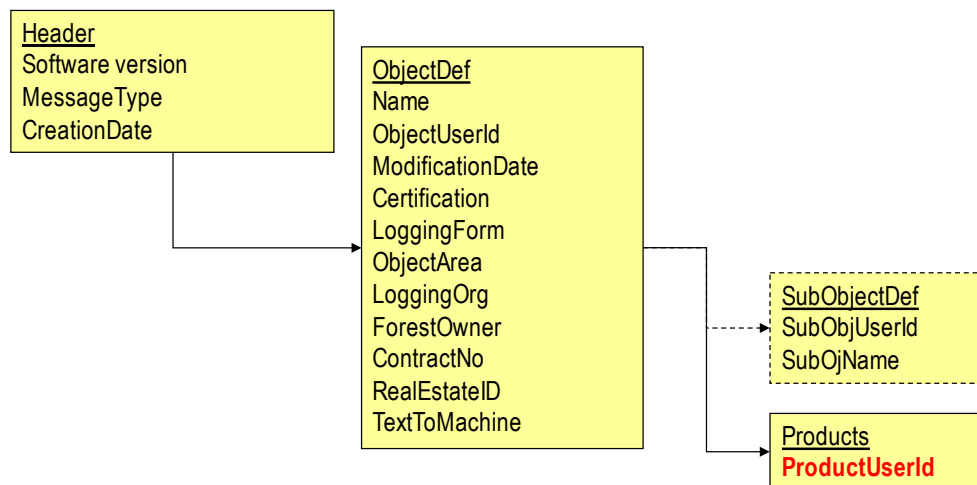 Header
Software version
MessageType
CreationDate
ObjectDef
Name
ObjectUserId
ModificationDate
Certification
LoggingForm
ObjectArea
LoggingOrg
ForestOwner
ContractNo
RealEstateID
TextToMachine
SubObjectDef
SubObjUserId
SubOjName
Products
ProductUserId